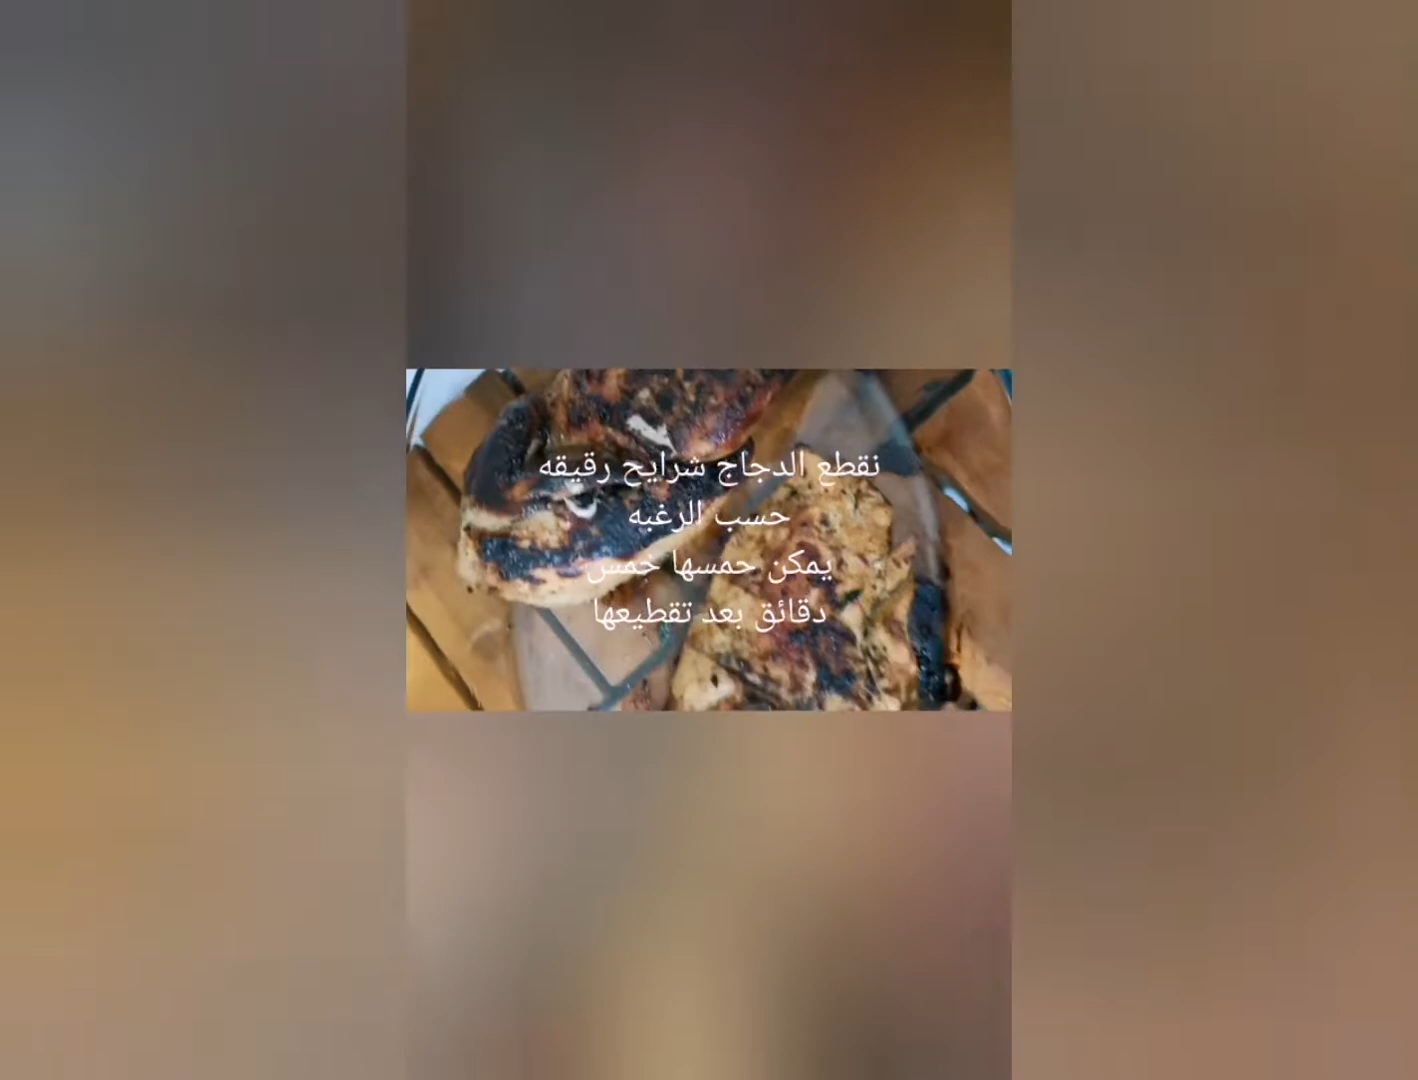 نقطع الدجاج شرايح رقيقه
حسب الرغبه
يمكن حمسها خمس
دقائق بعد تقطيعها